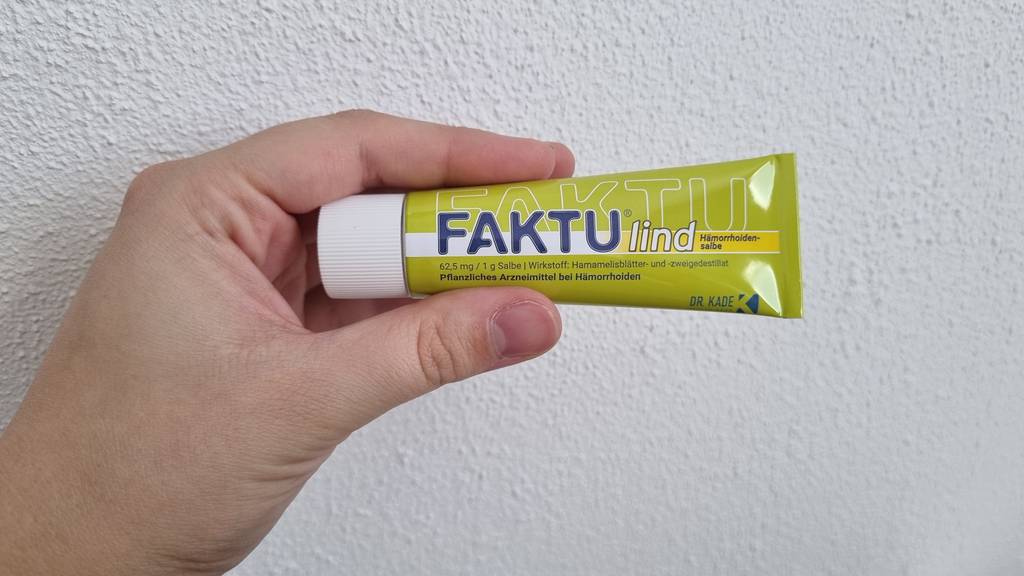 FAKTU
FAKTU® lind Hämorrhoiden-
salbe
62,5 mg / 1 g Salbe | Wirkstoff: Hamamelisblätter- und -zweigedestillat
Pflanzliches Arzneimittel bei Hämorrhoiden
DR. KADE